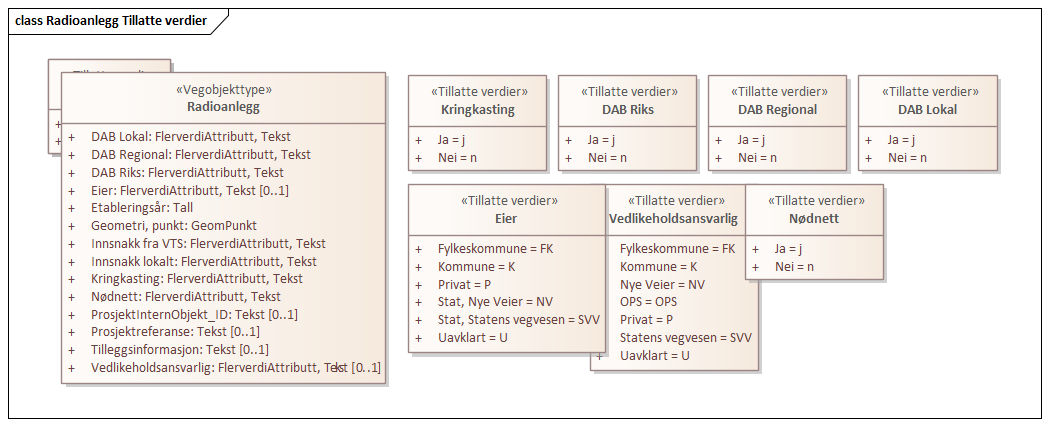 class Radioanlegg Tillatte verdier
«Vegobjekttype»
Radioanlegg
+ DAB Lokal: FlerverdiAttributt, Tekst
+ DAB Regional: FlerverdiAttributt, Tekst
+ DAB Riks: FlerverdiAttributt, Tekst
+ Eier: FlerverdiAttributt, Tekst [0..1]
+ Etableringsår: Tall
+ Geometri, punkt: GeomPunkt
+ Innsnakk fra VTS: FlerverdiAttributt, Tekst
+ Innsnakk lokalt: FlerverdiAttributt, Tekst
+ Kringkasting: FlerverdiAttributt, Tekst
+ Nødnett: FlerverdiAttributt, Tekst
+ ProsjektInternObjekt_ID: Tekst [0..1]
+ Prosjektreferanse: Tekst [0..1]
+ Tilleggsinformasjon: Tekst [0..1]
+ Vedlikeholdsansvarlig: FlerverdiAttributt, Tekst [0..1]
«Tillatte verdier»
Kringkasting
+ Ja = j
+ Nei = n
«Tillatte verdier»
DAB Riks
+ Ja = j
+ Nei = n
«Tillatte verdier»
DAB Regional
+ Ja = j
+ Nei = n
«Tillatte verdier»
DAB Lokal
+ Ja = j
+ Nei = n
«Tillatte verdier»
Eier
+ Fylkeskommune = FK
+ Kommune = K
+ Privat = P
+ Stat, Nye Veier = NV
+ Stat, Statens vegvesen = SVV
+ Uavklart = U
«Tillatte verdier»
Vedlikeholdsansvarlig
Fylkeskommune = FK
Kommune = K
Nye Veier = NV
OPS = OPS
Privat = P
Statens vegvesen = SVV
+ Uavklart = U
«Tillatte verdier»
Nødnett
+ Ja = j
+ Nei = n